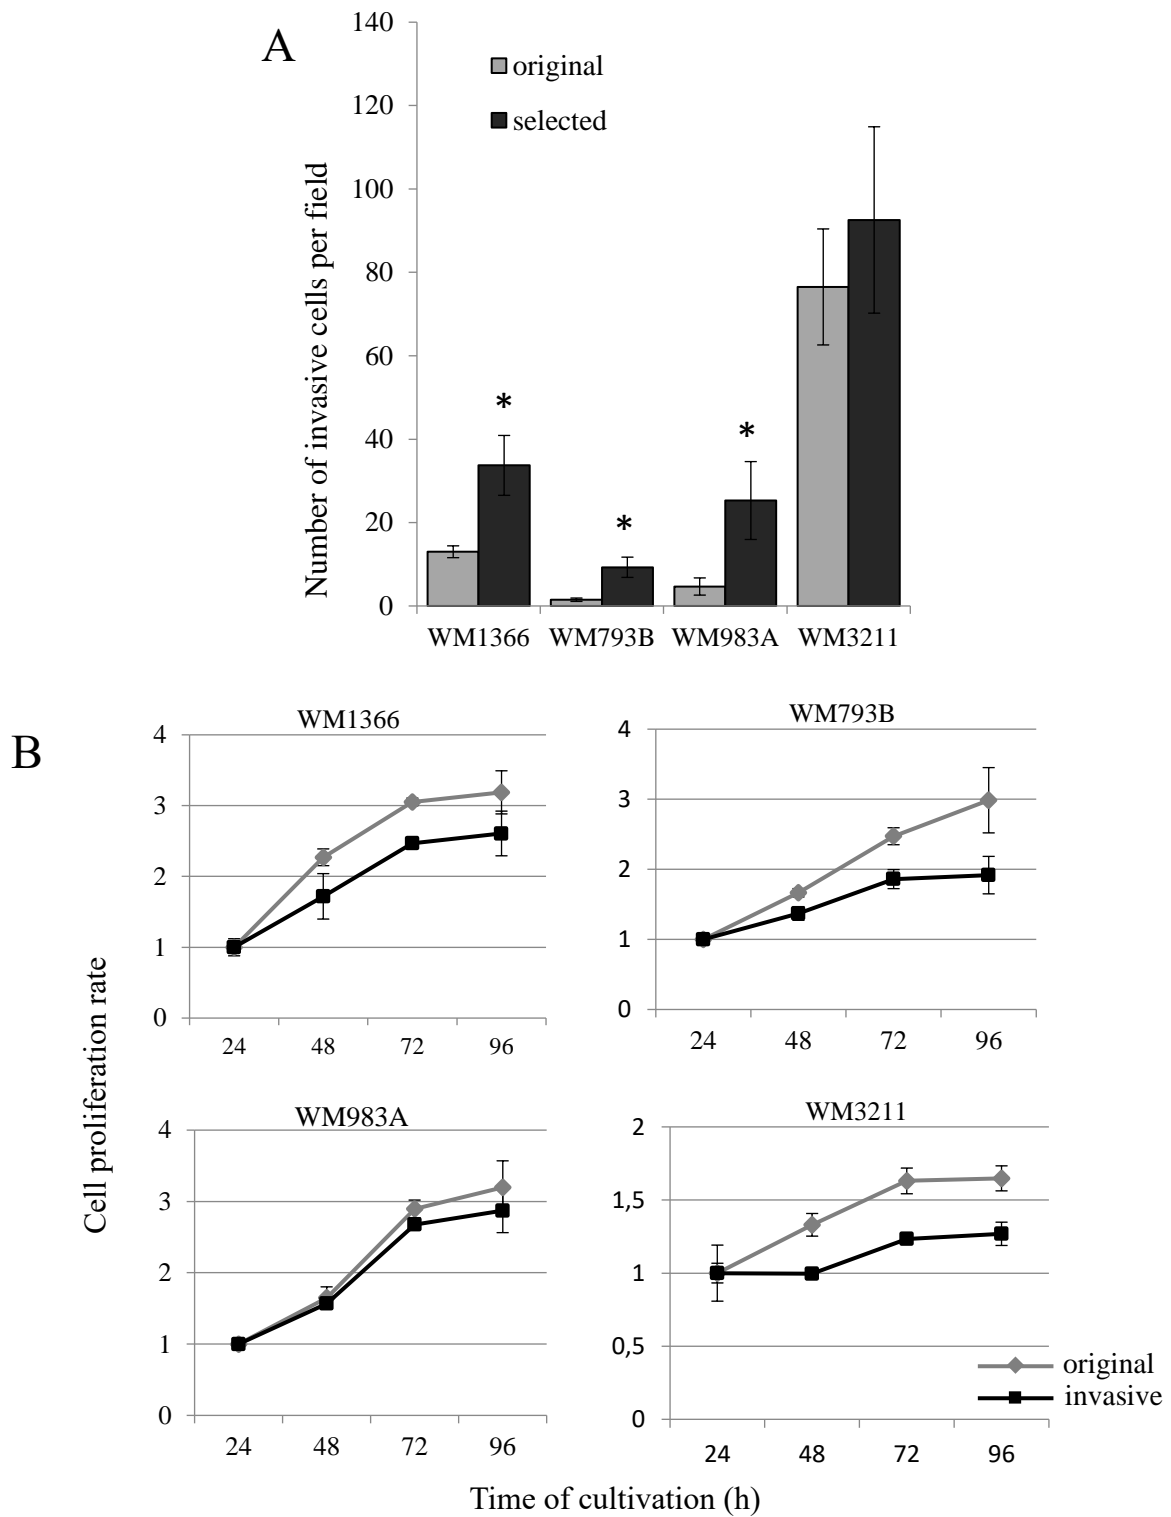 A
140
120
100
80
60
40
20
0
Number of invasive cells per field
original
selected
*
*
*
WM1366 WM793B WM983A WM3211
B
Cell proliferation rate
WM1366
4
3
2
1
0
24 48 72 96
WM793B
4
3
2
1
0
24 48 72 96
WM983A
4
3
2
1
0
24 48 72 96
WM3211
2
1,5
1
0,5
0
24 48 72 96
original
invasive
Time of cultivation (h)